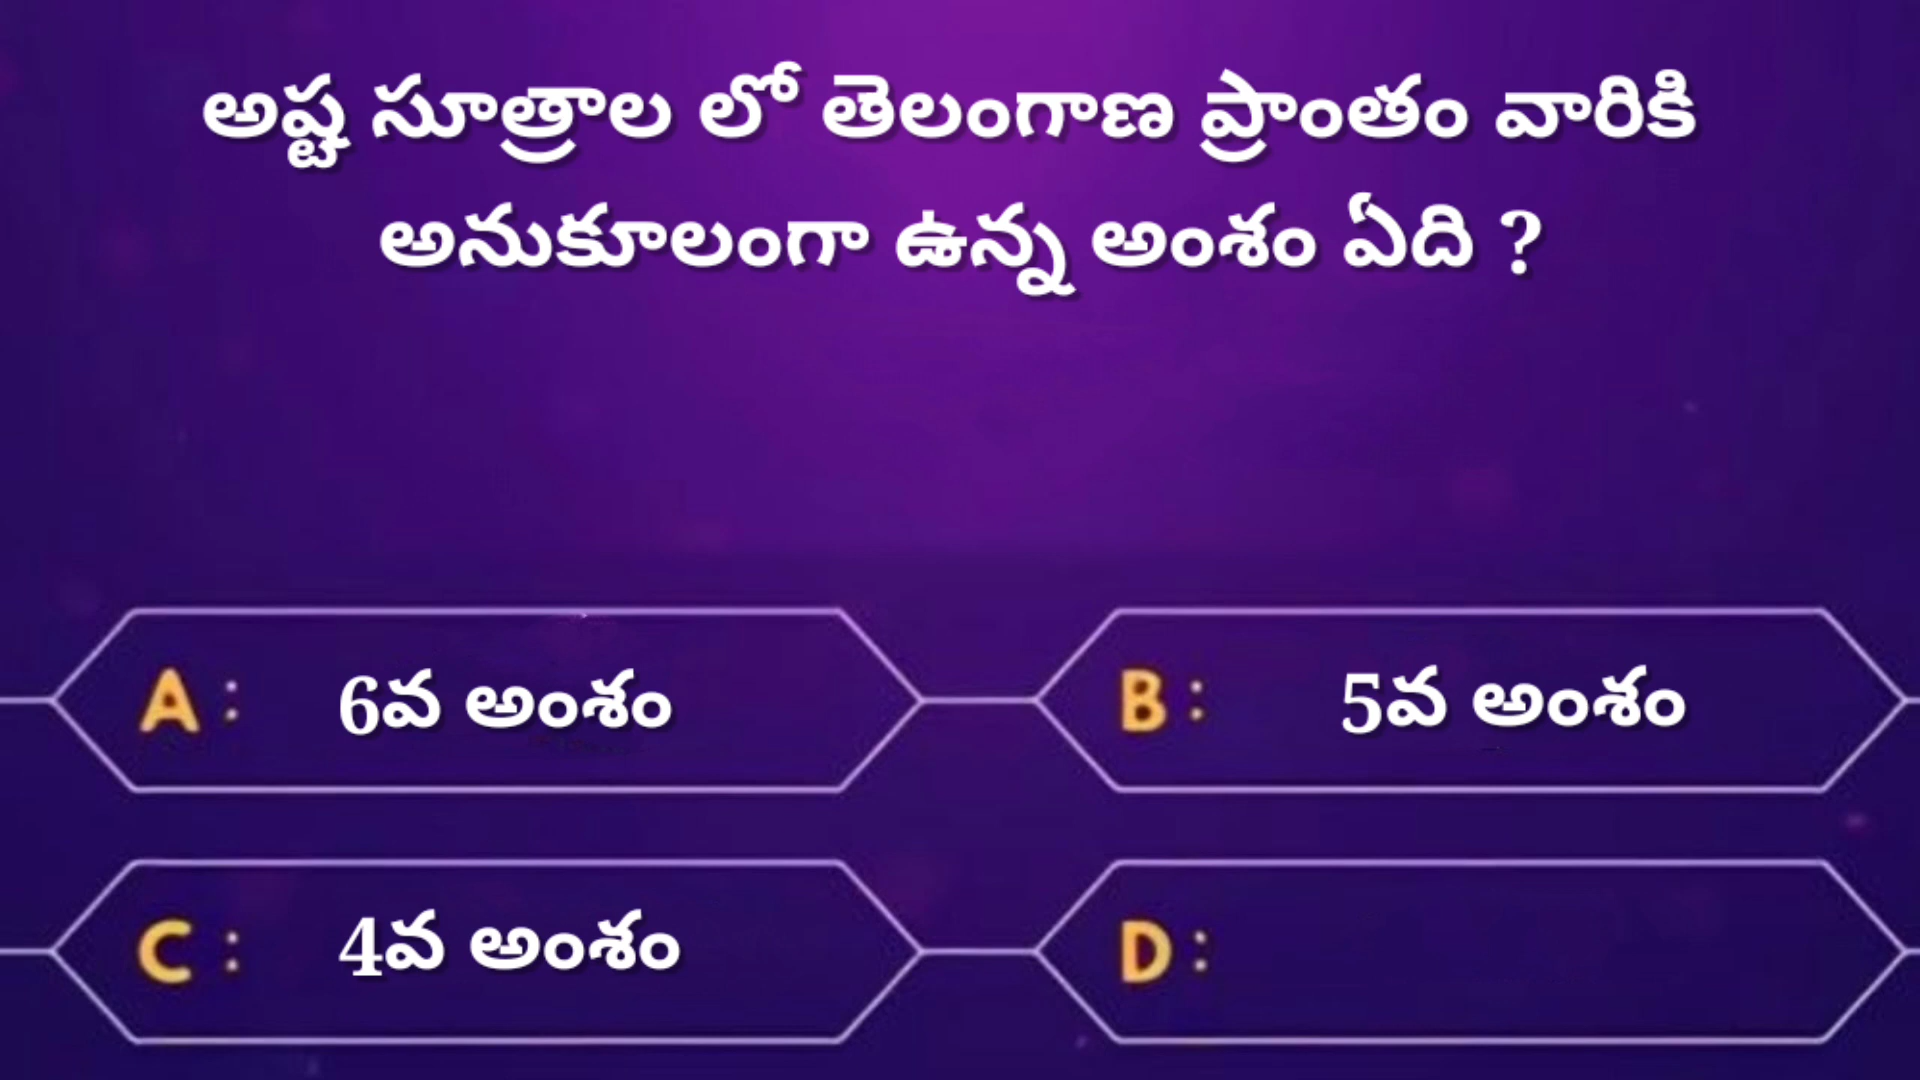 అష్ట సూత్రాల లో తెలంగాణ ప్రాంతం వారికి
అనుకూలంగా ఉన్న అంశం ఏది ?
A : 6వ అంశం
B : 5వ అంశం
C : 4వ అంశం
D :